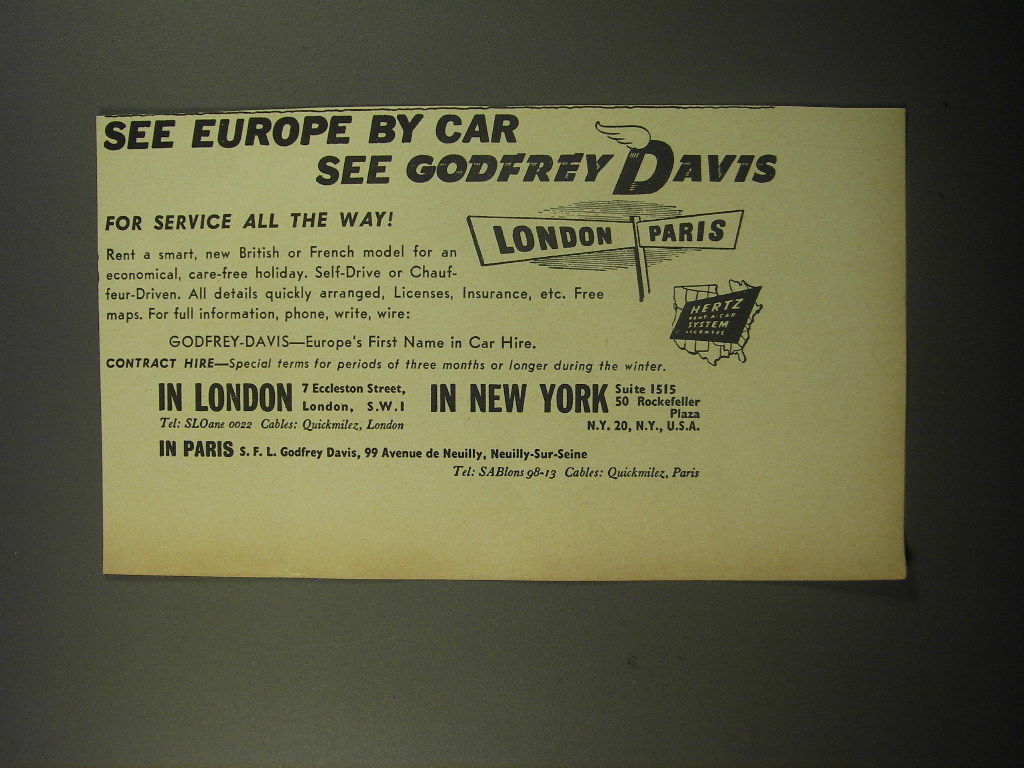 SEE EUROPE BY CAR
SEE GODFREY DAVIS
FOR SERVICE ALL THE WAY!
Rent a smart, new British or French model for an
economical, care-free holiday. Self-Drive or Chauf-
feur-Driven. All details quickly arranged, Licenses, Insurance, etc. Free
maps. For full information, phone, write, wire:
LONDON PARIS
HERTZ
RENT-A-CAR
SYSTEM
LICENSEE
GODFREY-DAVIS—Europe's First Name in Car Hire.
CONTRACT HIRE—Special terms for periods of three months or longer during the winter.
IN LONDON 7 Eccleston Street,
London, S.W.1
Tel: SLOane 0022 Cables: Quickmilez, London
IN NEW YORK Suite 1515
50 Rockefeller
Plaza
N.Y. 20, N.Y., U.S.A.
IN PARIS S. F. L. Godfrey Davis, 99 Avenue de Neuilly, Neuilly-Sur-Seine
Tel: SABlons 98-13 Cables: Quickmilez, Paris